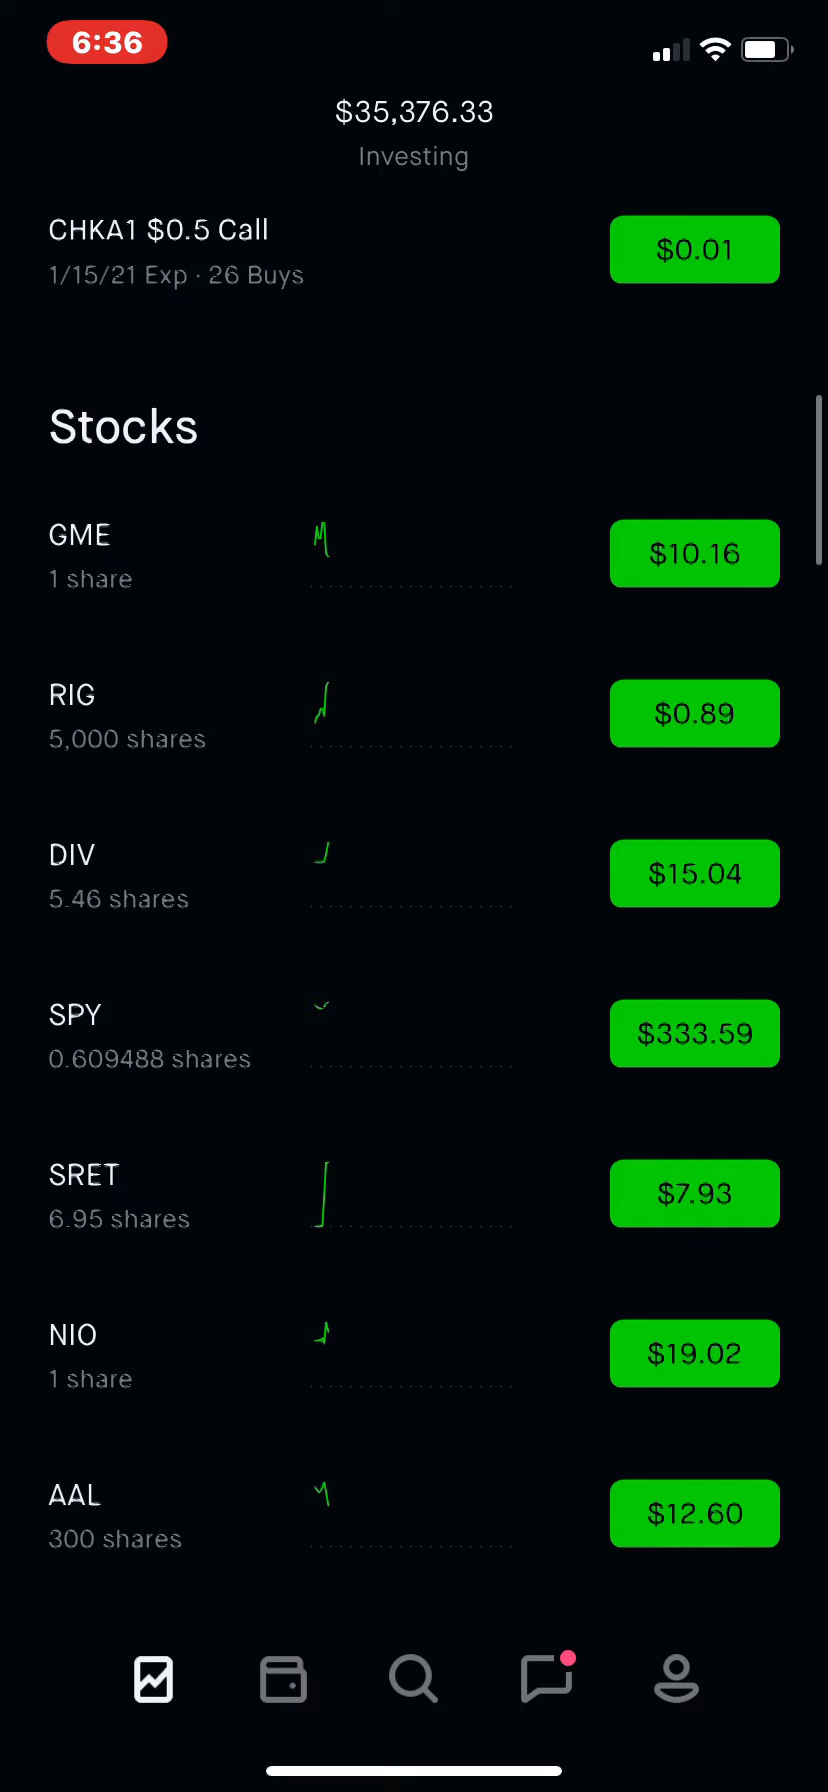 6:36
$35,376.33
Investing
CHKA1 $0.5 Call
$0.01
1/15/21 Exp · 26 Buys
Stocks
GME
$10.16
1 share
RIG
$0.89
5,000 shares
DIV
$15.04
5.46 shares
SPY
$333.59
0.609488 shares
SRET
$7.93
6.95 shares
NIO
$19.02
1 share
AAL
$12.60
300 shares